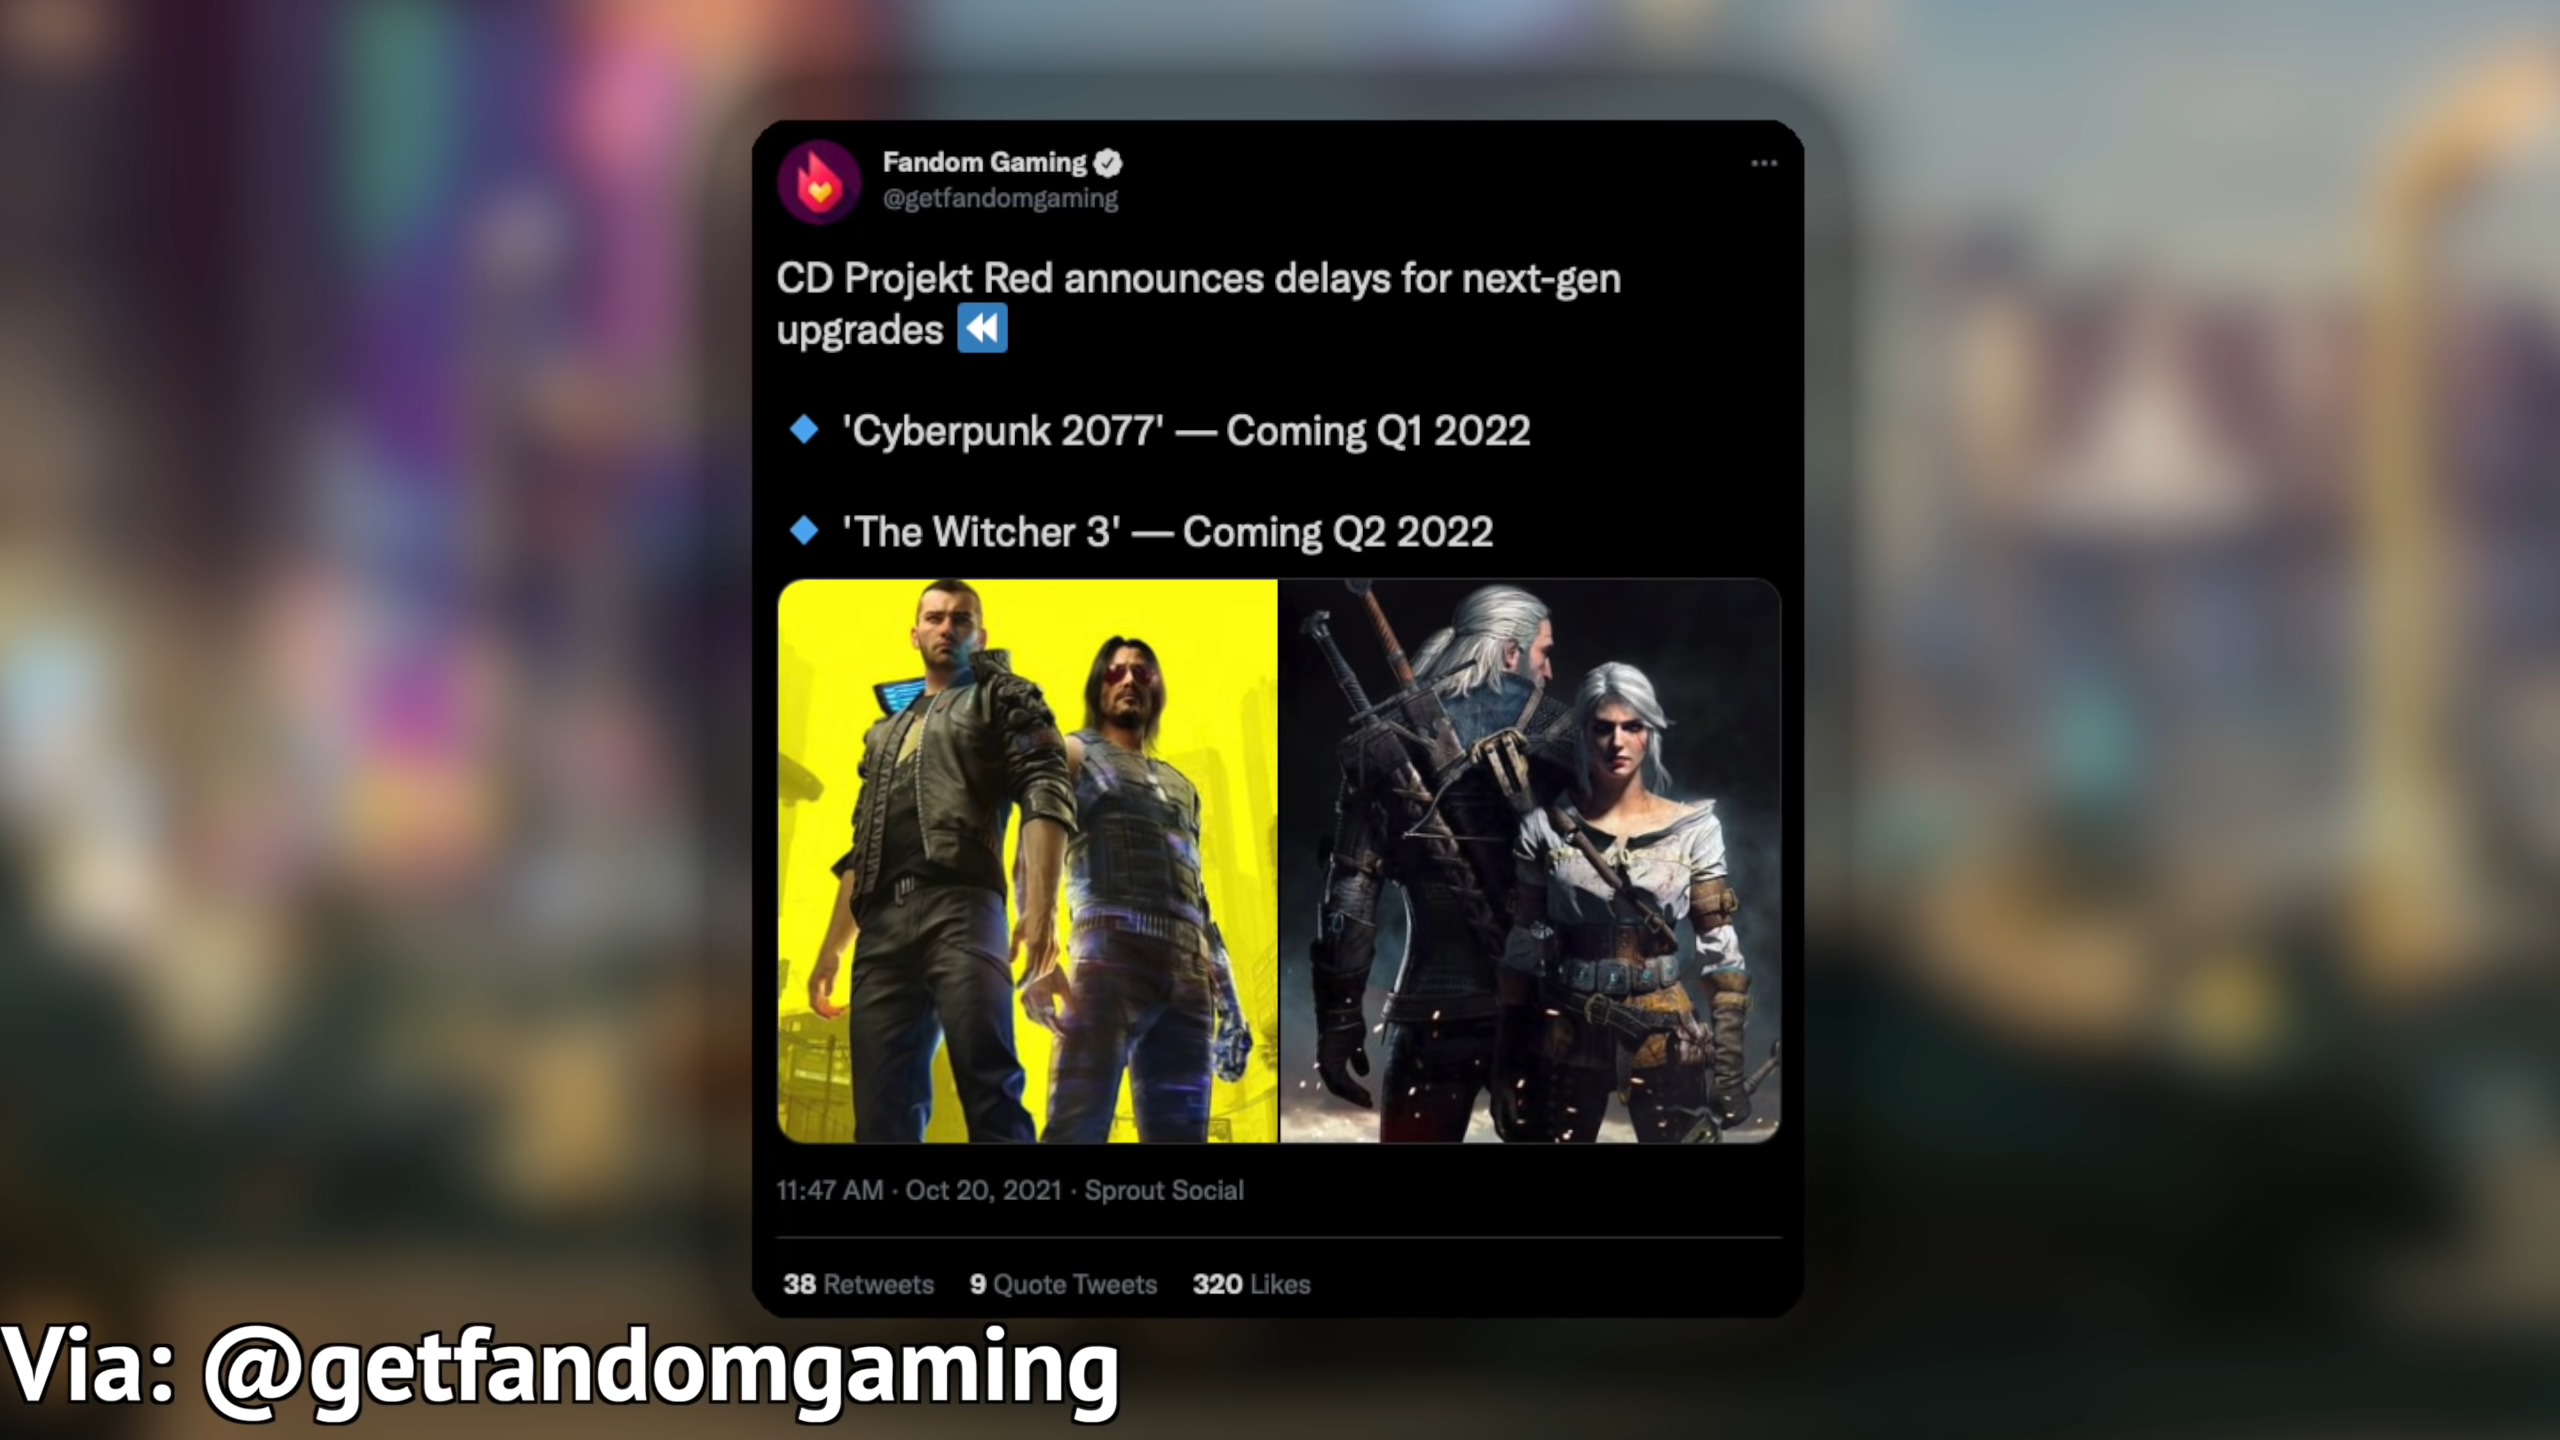 Fandom Gaming
@getfandomgaming
CD Projekt Red announces delays for next-gen
upgrades ⏪
🔹 'Cyberpunk 2077' — Coming Q1 2022
🔹 'The Witcher 3' — Coming Q2 2022
11:47 AM · Oct 20, 2021 · Sprout Social
38 Retweets 9 Quote Tweets 320 Likes
Via: @getfandomgaming